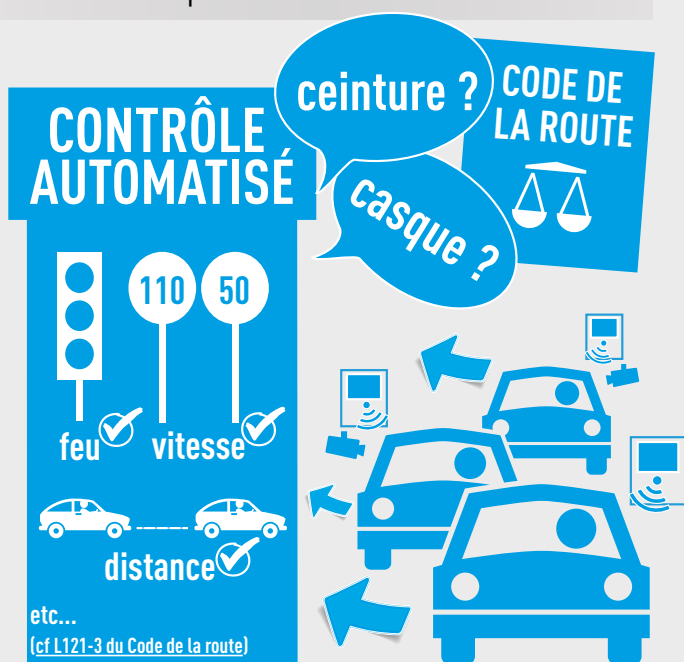 CONTRÔLE
AUTOMATISÉ
ceinture ?
casque ?
CODE DE
LA ROUTE
110 50
feu vitesse
distance
etc...
(cf L121-3 du Code de la route)